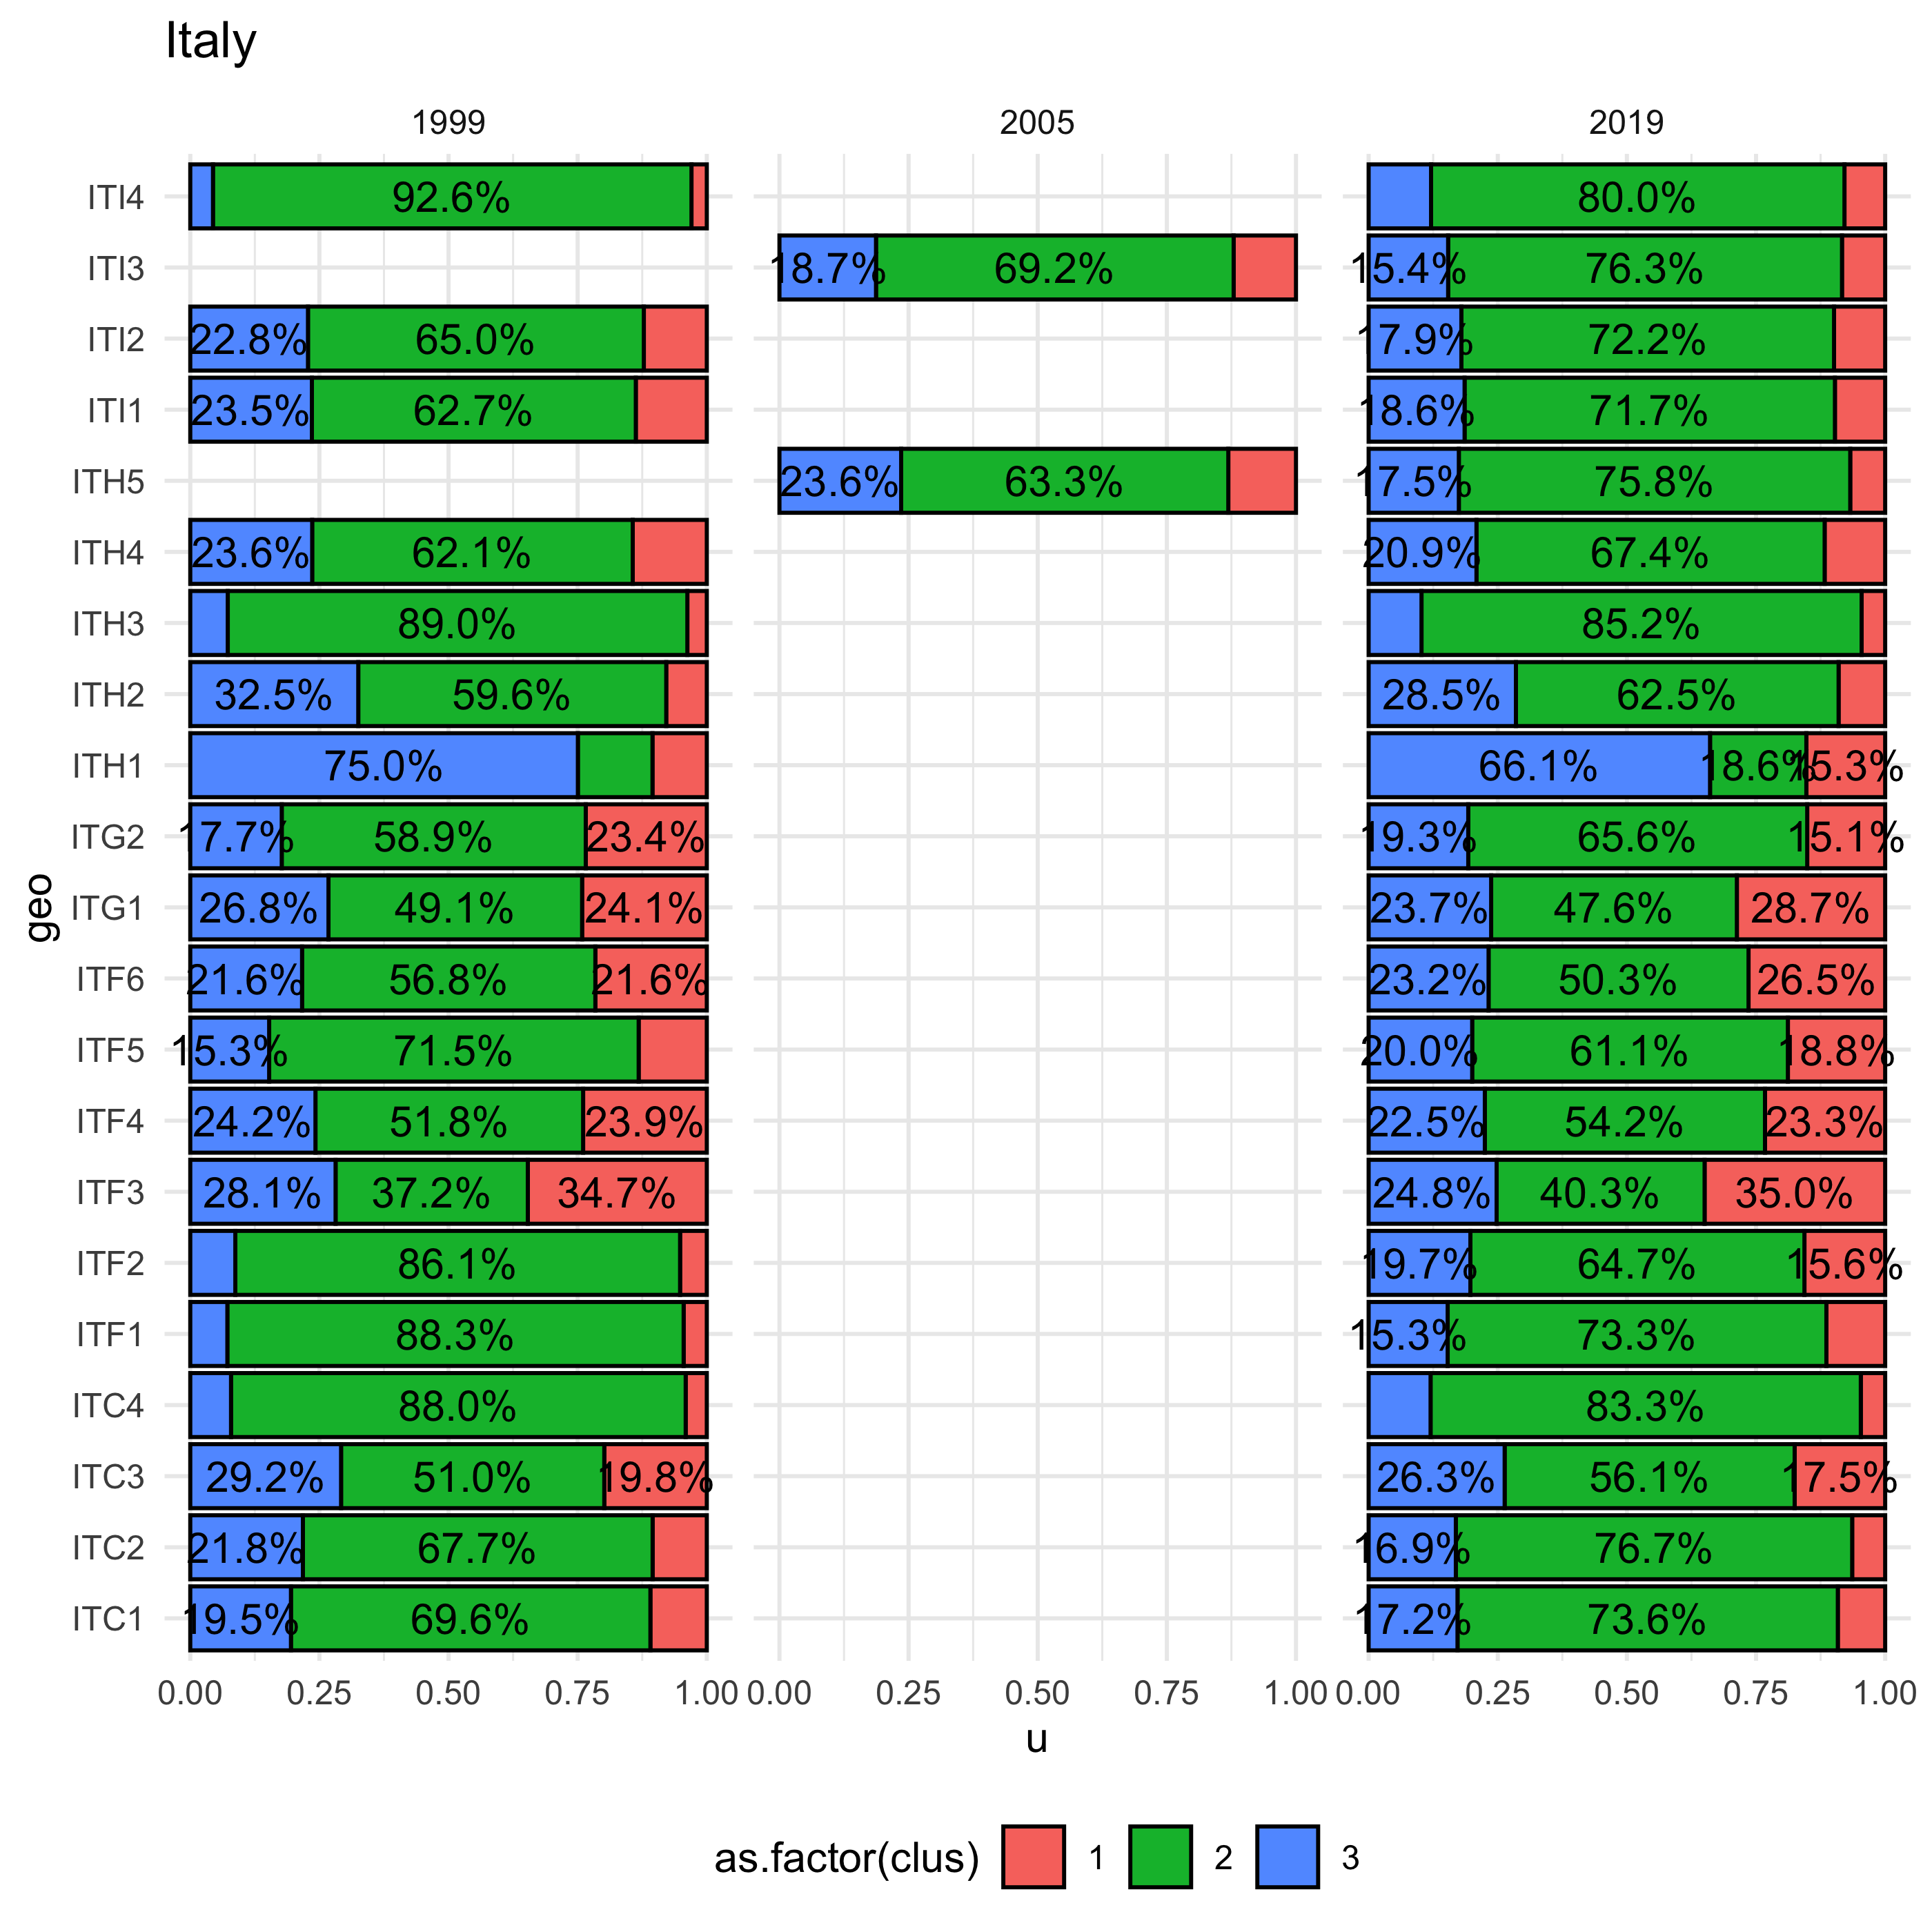 Italy
1999 2005 2019
ITI4 92.6% 80.0%
ITI3 18.7% 69.2% 15.4% 76.3%
ITI2 22.8% 65.0% 17.9% 72.2%
ITI1 23.5% 62.7% 18.6% 71.7%
ITH5 23.6% 63.3% 17.5% 75.8%
ITH4 23.6% 62.1% 20.9% 67.4%
ITH3 89.0% 85.2%
ITH2 32.5% 59.6% 28.5% 62.5%
ITH1 75.0% 66.1% 18.6% 15.3%
ITG2 17.7% 58.9% 23.4% 19.3% 65.6% 15.1%
geo
ITG1 26.8% 49.1% 24.1% 23.7% 47.6% 28.7%
ITF6 21.6% 56.8% 21.6% 23.2% 50.3% 26.5%
ITF5 15.3% 71.5% 20.0% 61.1% 18.8%
ITF4 24.2% 51.8% 23.9% 22.5% 54.2% 23.3%
ITF3 28.1% 37.2% 34.7% 24.8% 40.3% 35.0%
ITF2 86.1% 19.7% 64.7% 15.6%
ITF1 88.3% 15.3% 73.3%
ITC4 88.0% 83.3%
ITC3 29.2% 51.0% 19.8% 26.3% 56.1% 17.5%
ITC2 21.8% 67.7% 16.9% 76.7%
ITC1 19.5% 69.6% 17.2% 73.6%
0.00 0.25 0.50 0.75 1.00 0.00 0.25 0.50 0.75 1.00 0.00 0.25 0.50 0.75 1.00
u
as.factor(clus) 1 2 3